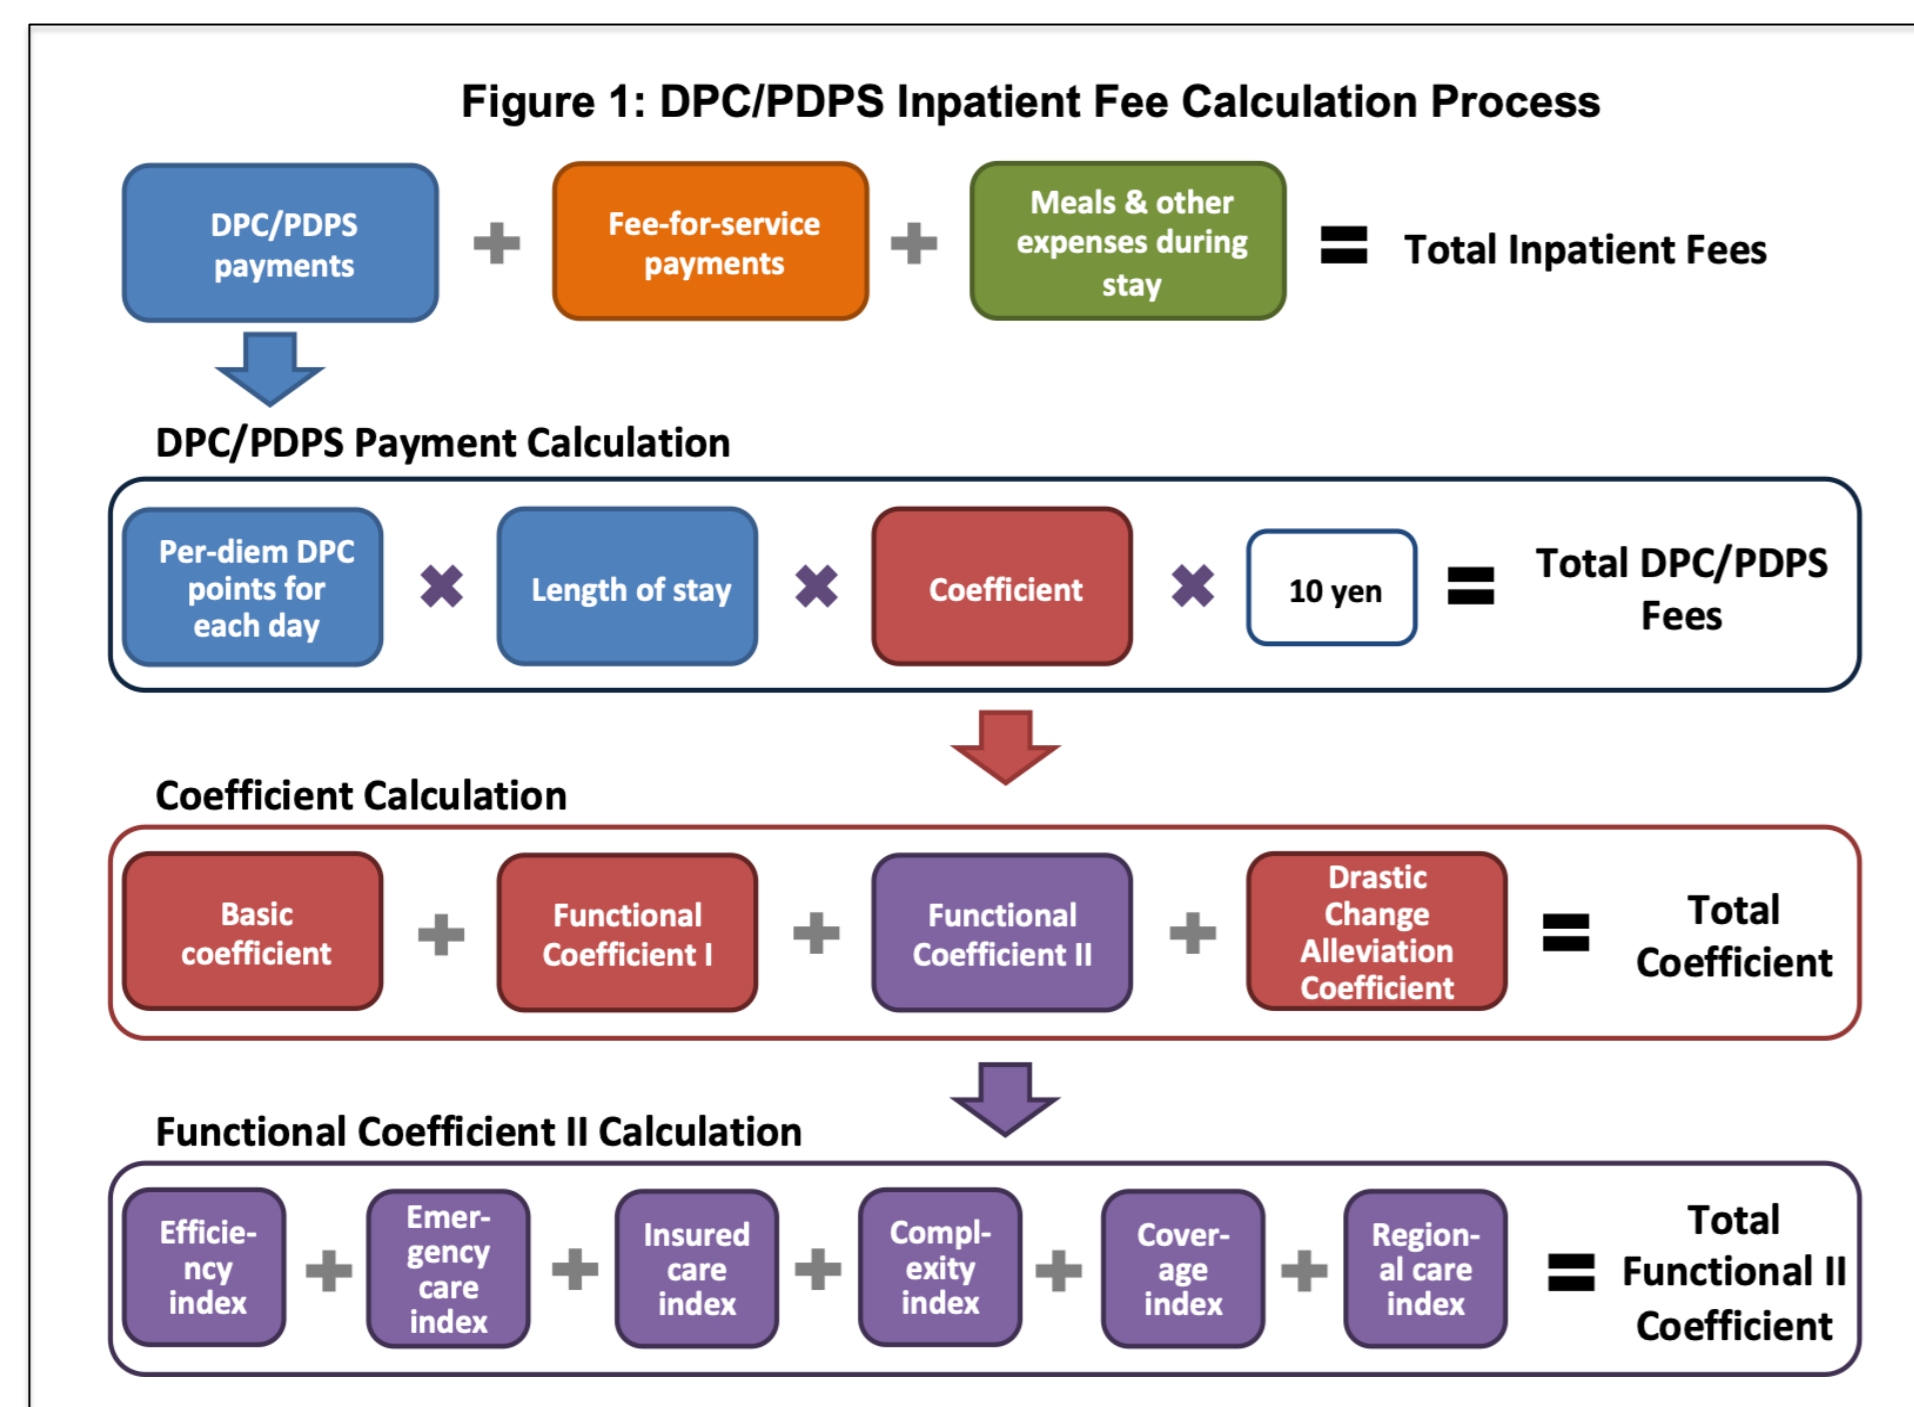 Figure 1: DPC/PDPS Inpatient Fee Calculation Process
DPC/PDPS
payments
Fee-for-service
payments
Meals & other
expenses during
stay
Total Inpatient Fees
DPC/PDPS Payment Calculation
Per-diem DPC
points for
each day
Length of stay
Coefficient
10 yen
Total DPC/PDPS
Fees
Coefficient Calculation
Basic
coefficient
Functional
Coefficient I
Functional
Coefficient II
Drastic
Change
Alleviation
Coefficient
Total
Coefficient
Functional Coefficient II Calculation
Efficie-
ncy
index
Emer-
gency
care
index
Insured
care
index
Compl-
exity
index
Cover-
age
index
Region-
al care
index
Total
Functional II
Coefficient